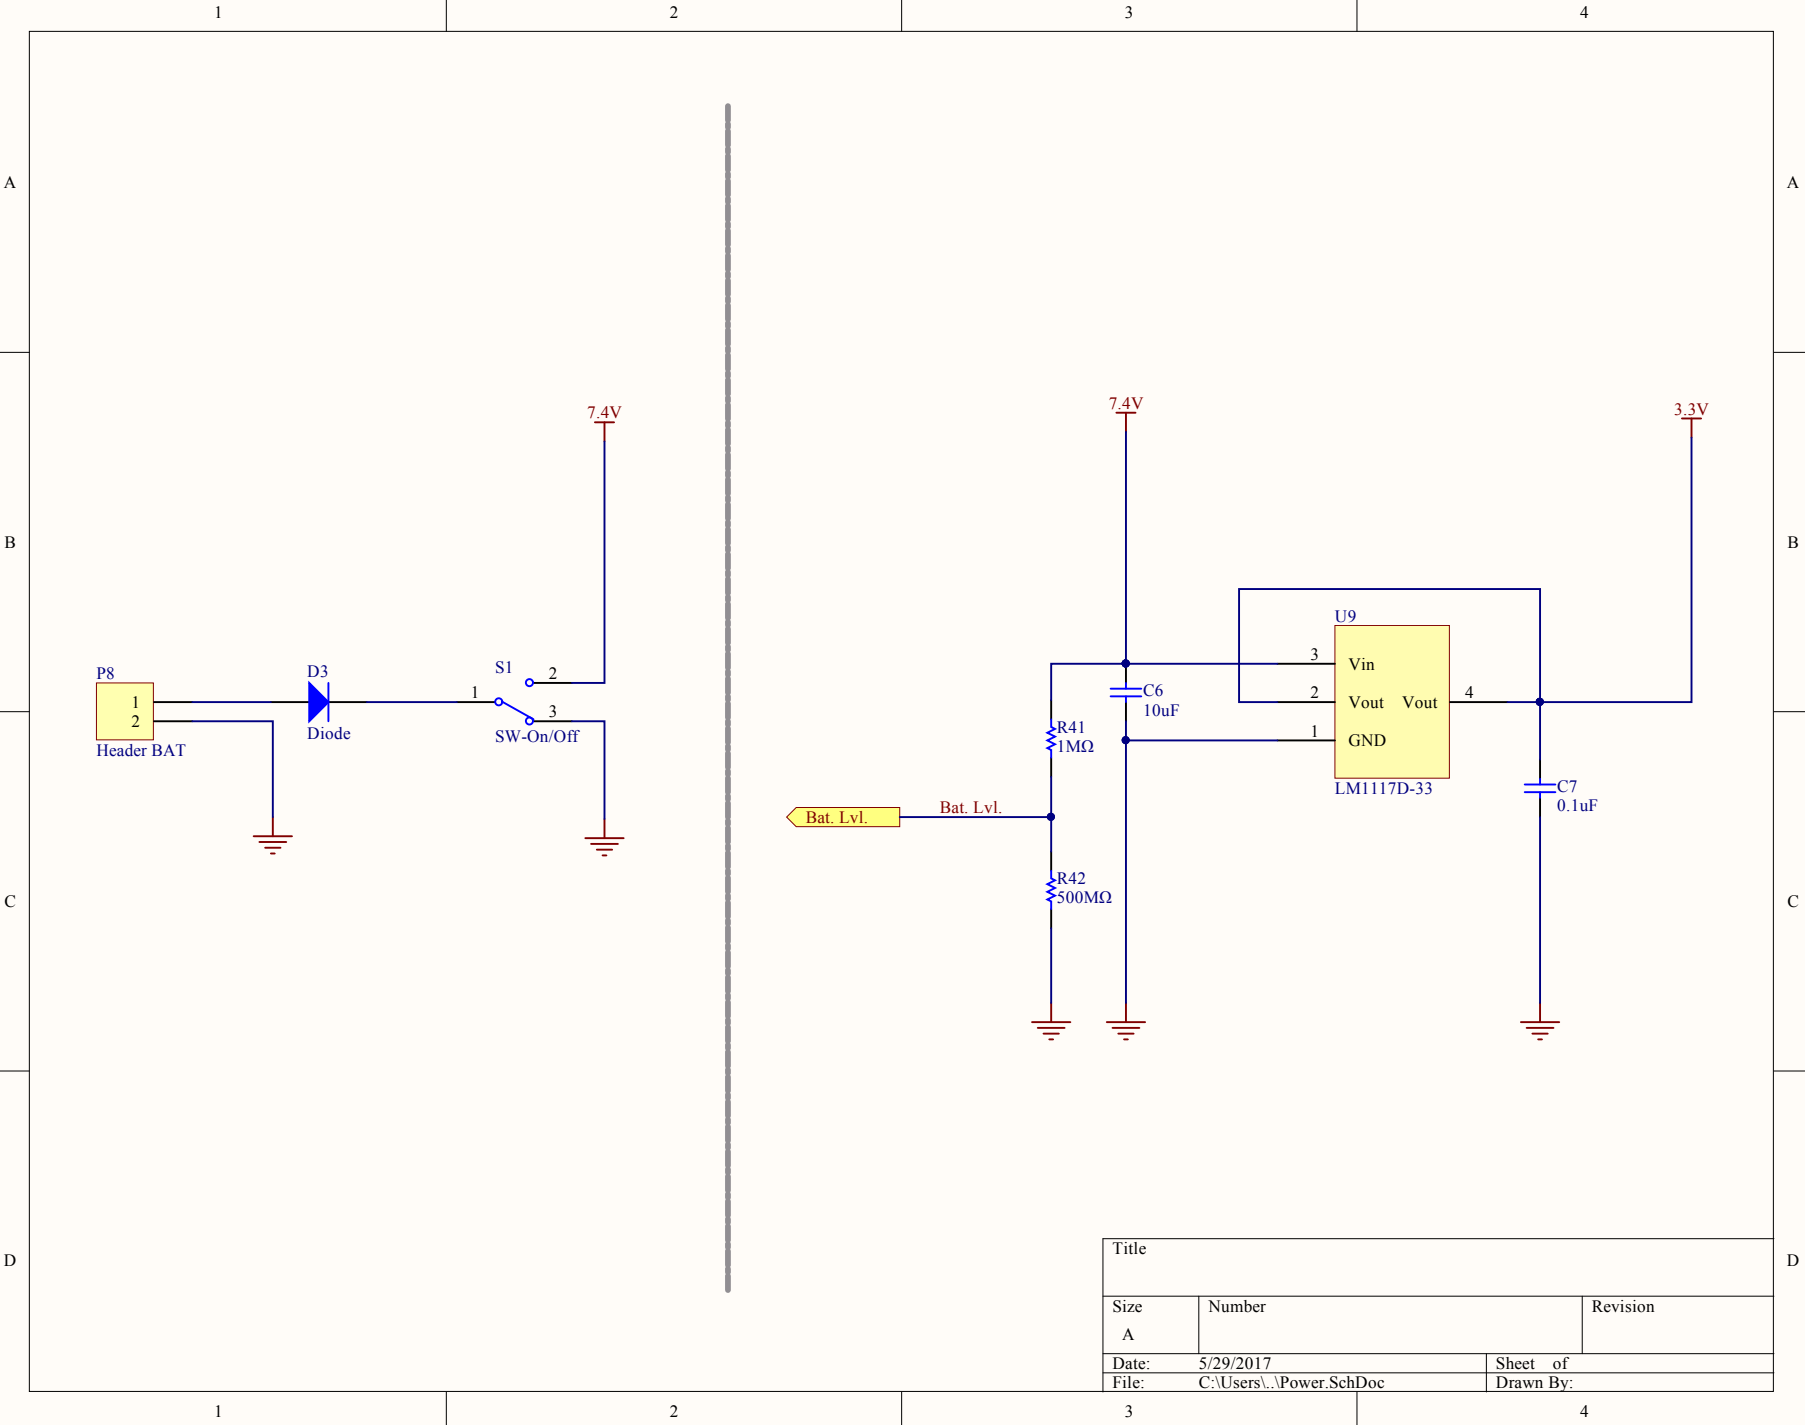 1 2 3 4
A A
B B
C C
D D
7.4V
P8
1
2
Header BAT
D3
Diode
S1
1
2
3
SW-On/Off
7.4V
3.3V
U9
3 Vin
2 Vout Vout 4
1 GND
LM1117D-33
C6
10uF
R41
1MΩ
Bat. Lvl. Bat. Lvl.
R42
500MΩ
C7
0.1uF
Title
Size Number Revision
A
Date: 5/29/2017 Sheet of
File: C:\Users\..\Power.SchDoc Drawn By:
1 2 3 4